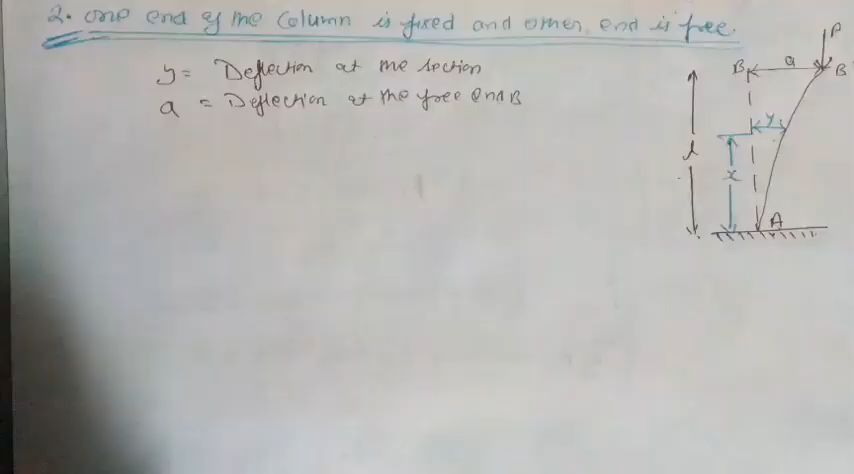 2. one end of the column is fixed and other end is free.
y = Deflection at the section
a = Deflection at the free end B
P
B a B'
y
l
x
A